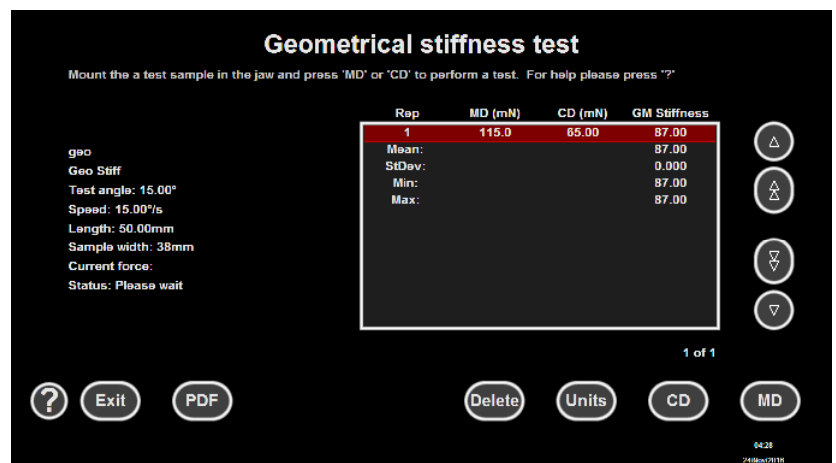 Geometrical stiffness test
Mount the a test sample in the jaw and press 'MD' or 'CD' to perform a test. For help please press '?'
Rep MD (mN) CD (mN) GM Stiffness
1 115.0 65.00 87.00
Mean: 87.00
StDev: 0.000
Min: 87.00
Max: 87.00
geo
Geo Stiff
Test angle: 15.00°
Speed: 15.00°/s
Length: 50.00mm
Sample width: 38mm
Current force:
Status: Please wait
1 of 1
? Exit PDF Delete Units CD MD
04:28
24/Nov/2016